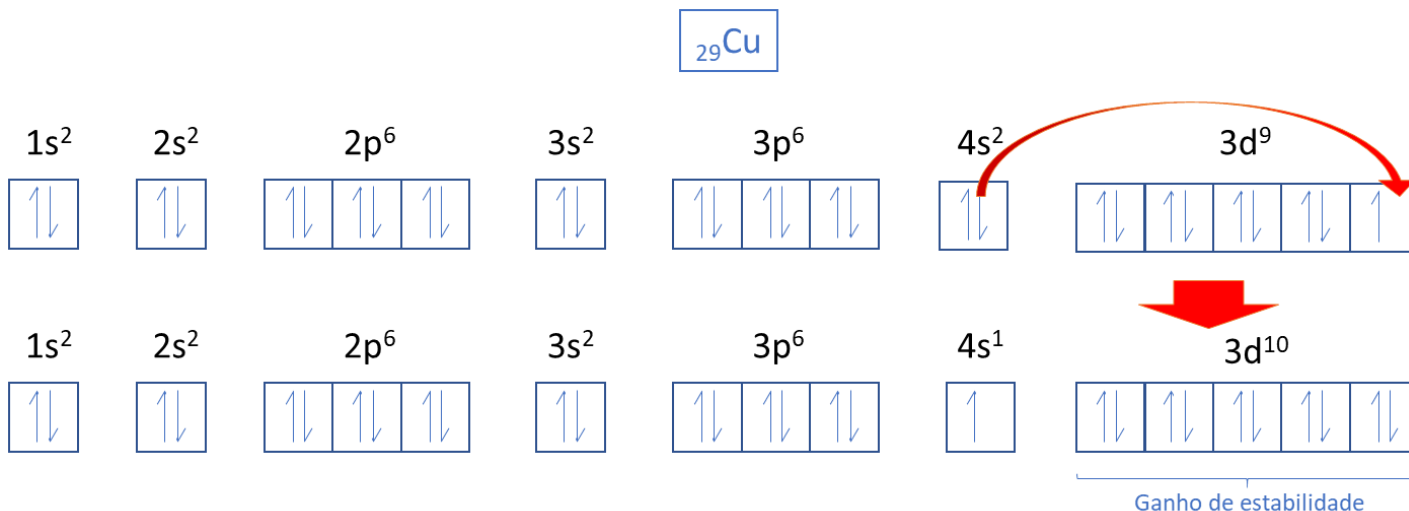 ₂₉Cu
1s² 2s² 2p⁶ 3s² 3p⁶ 4s² 3d⁹
1s² 2s² 2p⁶ 3s² 3p⁶ 4s¹ 3d¹⁰
Ganho de estabilidade